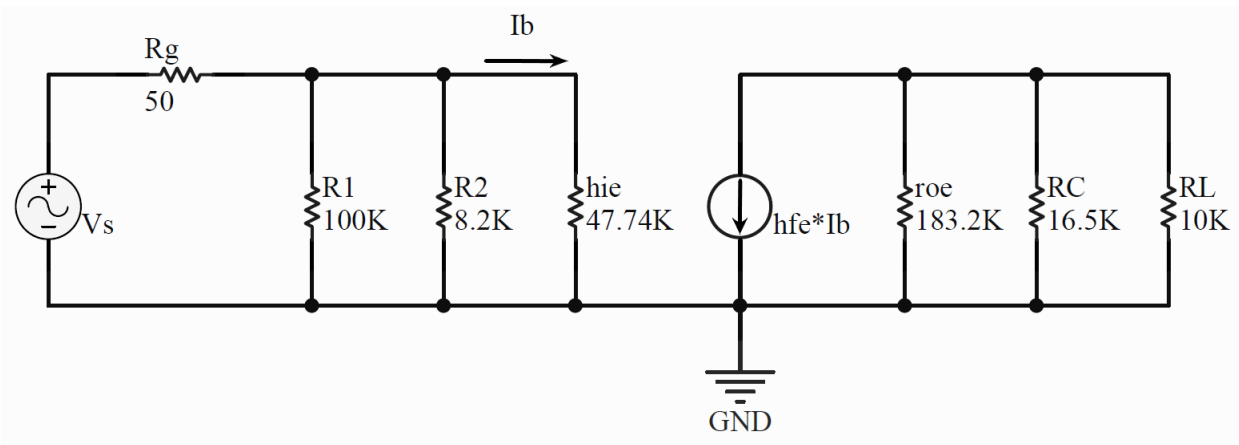 Ib
Rg
50
+
−
Vs
R1
100K
R2
8.2K
hie
47.74K
hfe*Ib
roe
183.2K
RC
16.5K
RL
10K
GND